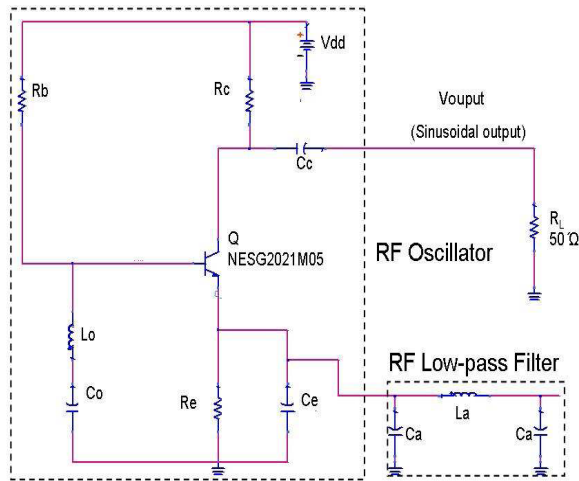 Vdd
Rb
Rc
Vouput
(Sinusoidal output)
Cc
Q
NESG2021M05
RL
50 Ω
RF Oscillator
Lo
RF Low-pass Filter
Co
Re
Ce
La
Ca
Ca